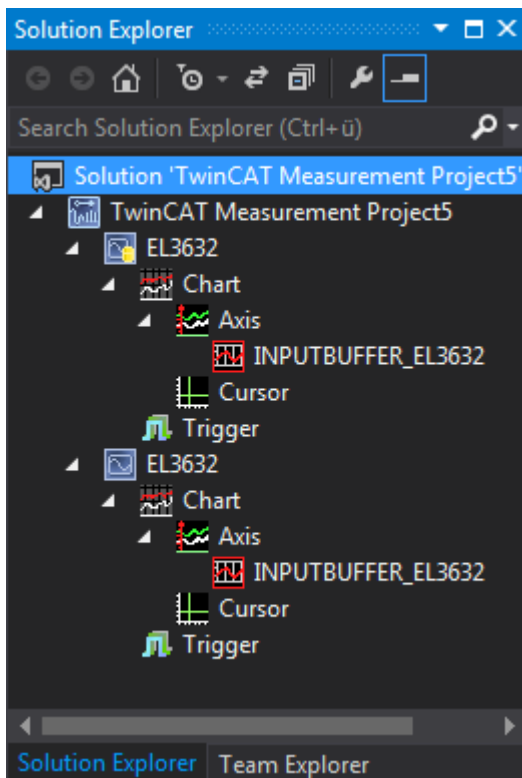 Solution Explorer
Search Solution Explorer (Ctrl+ü)
Solution 'TwinCAT Measurement Project5'
TwinCAT Measurement Project5
EL3632
Chart
Axis
INPUTBUFFER_EL3632
Cursor
Trigger
EL3632
Chart
Axis
INPUTBUFFER_EL3632
Cursor
Trigger
Solution Explorer Team Explorer